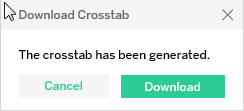 Download Crosstab
The crosstab has been generated.
Cancel
Download